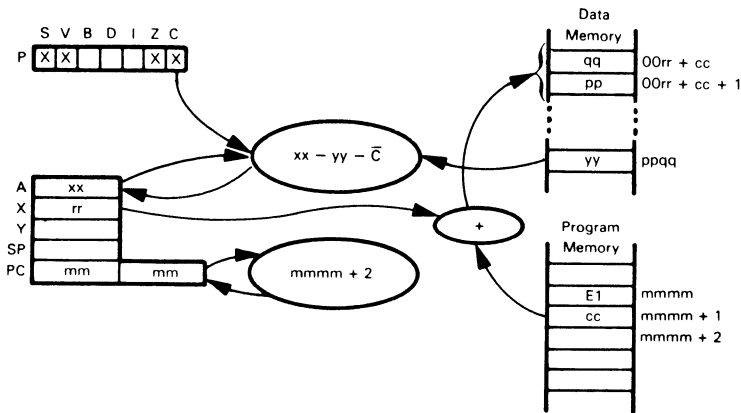 Data
Memory
S V B D I Z C
P X X X X
qq 00rr + cc
pp 00rr + cc + 1
xx − yy − C̅
yy ppqq
A xx
X rr
Y
SP
PC mm mm
mmmm + 2
+
Program
Memory
E1 mmmm
cc mmmm + 1
mmmm + 2